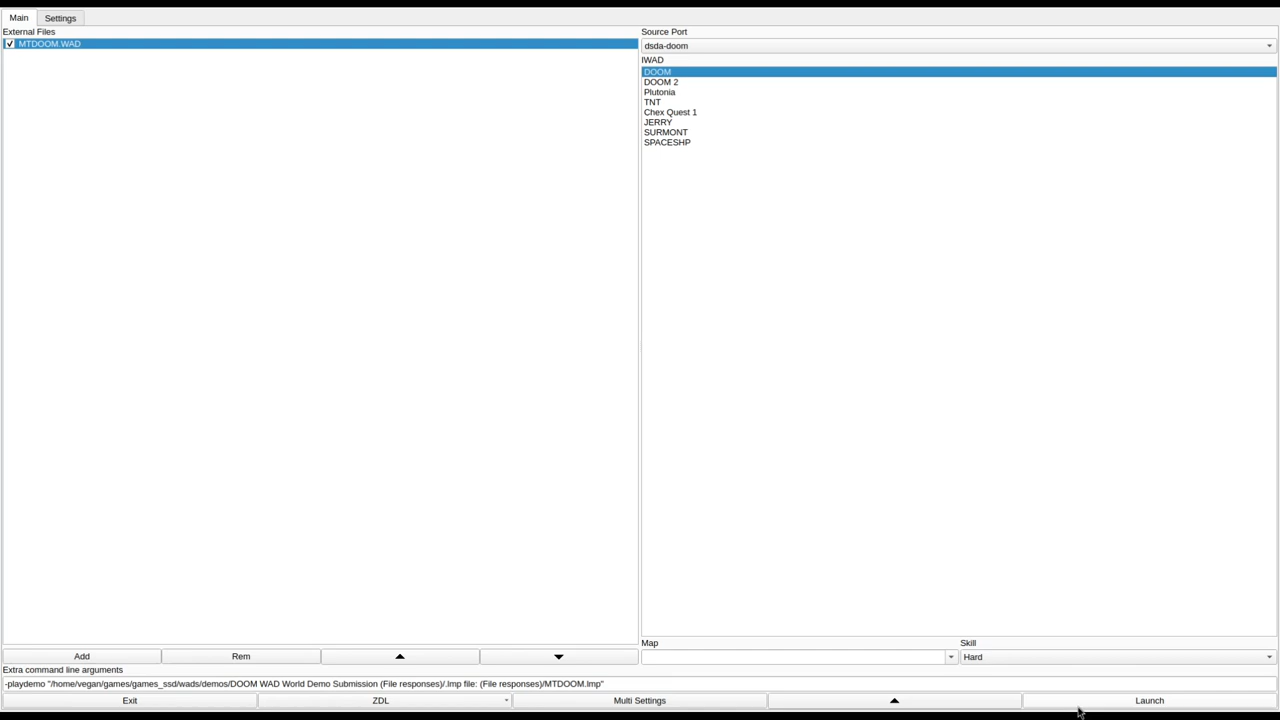 Main Settings
External Files
MTDOOM.WAD
Source Port
dsda-doom
IWAD
DOOM
DOOM 2
Plutonia
TNT
Chex Quest 1
JERRY
SURMONT
SPACESHP
Map Skill
Hard
Add Rem
Extra command line arguments
-playdemo "/home/vegan/games/games_ssd/wads/demos/DOOM WAD World Demo Submission (File responses)/.lmp file: (File responses)/MTDOOM.lmp"
Exit ZDL Multi Settings Launch